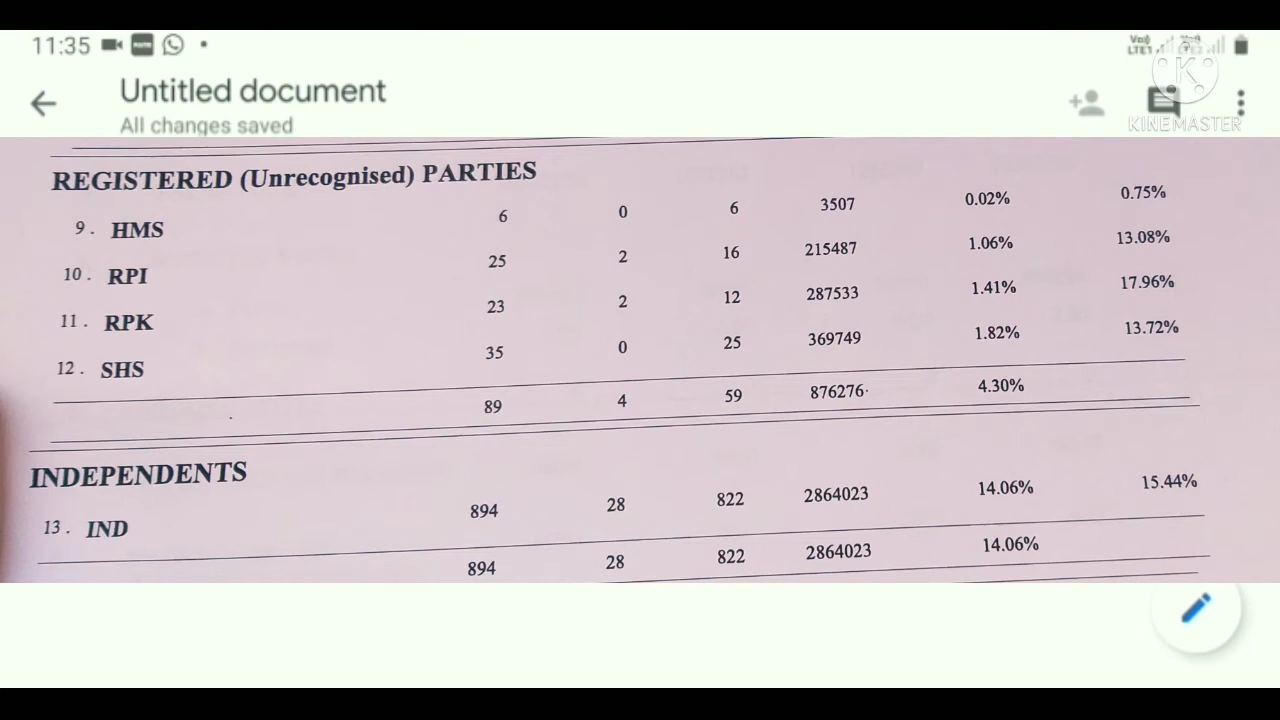 11:35
VoLTE1 VoLTE2
Untitled document
All changes saved
KINEMASTER
REGISTERED (Unrecognised) PARTIES
9. HMS 6 0 6 3507 0.02% 0.75%
10. RPI 25 2 16 215487 1.06% 13.08%
11. RPK 23 2 12 287533 1.41% 17.96%
12. SHS 35 0 25 369749 1.82% 13.72%
89 4 59 876276 4.30%
INDEPENDENTS
13. IND 894 28 822 2864023 14.06% 15.44%
894 28 822 2864023 14.06%